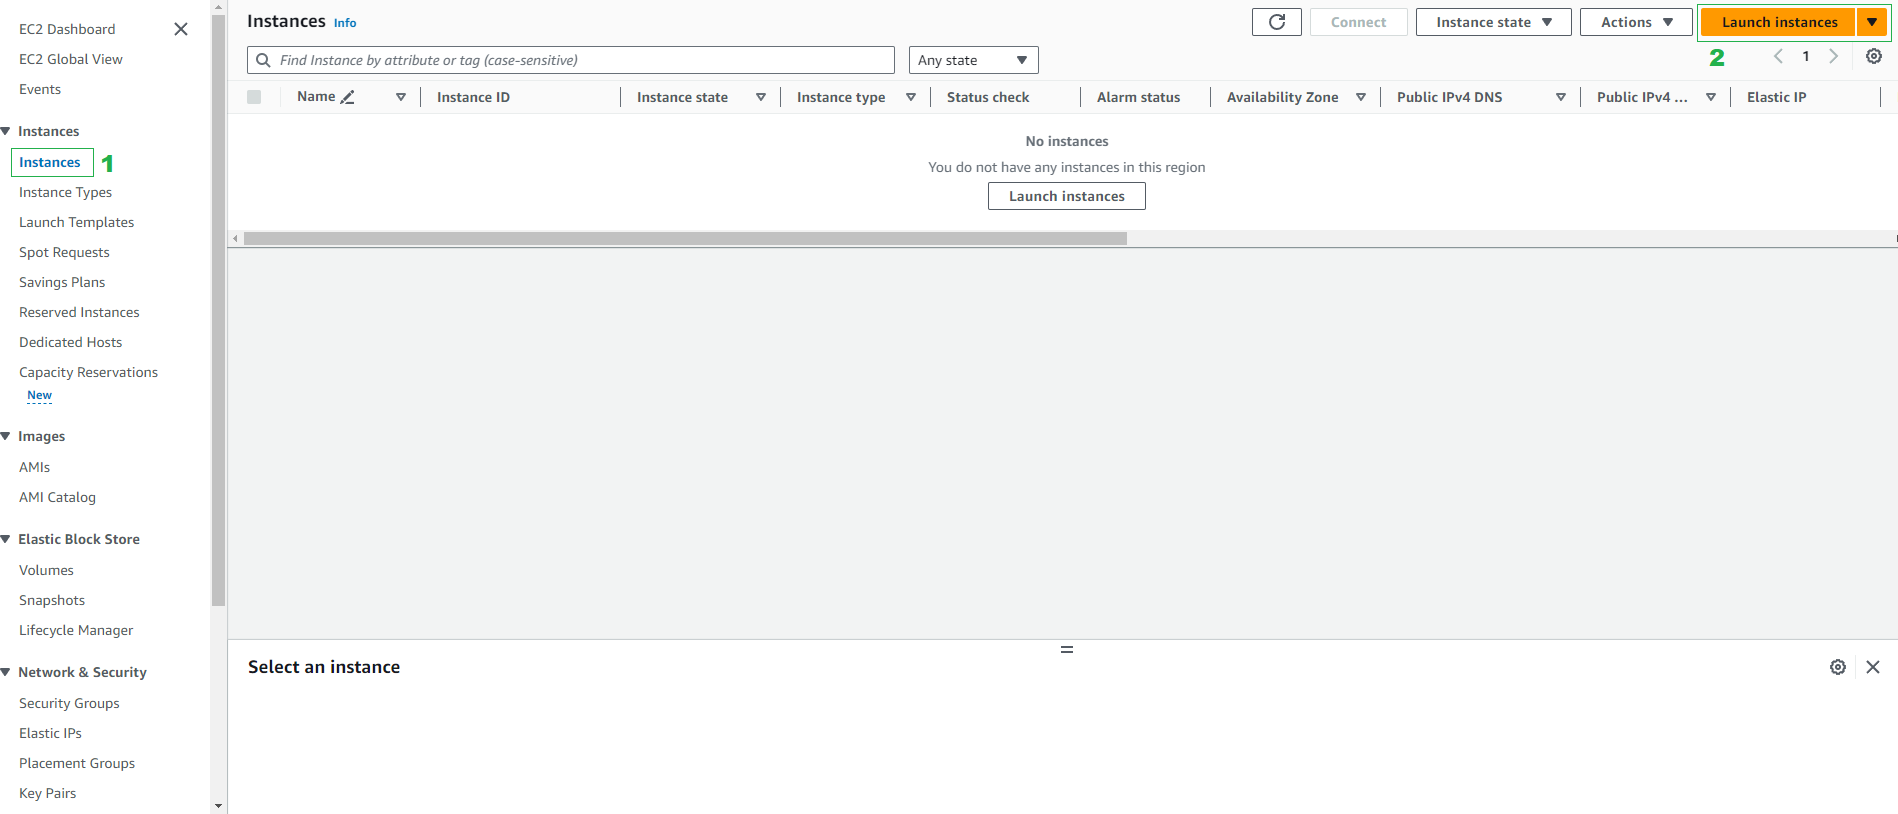 EC2 Dashboard
EC2 Global View
Events
Instances
Instances 1
Instance Types
Launch Templates
Spot Requests
Savings Plans
Reserved Instances
Dedicated Hosts
Capacity Reservations
New
Images
AMIs
AMI Catalog
Elastic Block Store
Volumes
Snapshots
Lifecycle Manager
Network & Security
Security Groups
Elastic IPs
Placement Groups
Key Pairs
Instances Info
Connect
Instance state
Actions
Launch instances
Find Instance by attribute or tag (case-sensitive)
Any state
2
1
Name
Instance ID
Instance state
Instance type
Status check
Alarm status
Availability Zone
Public IPv4 DNS
Public IPv4 ...
Elastic IP
No instances
You do not have any instances in this region
Launch instances
Select an instance